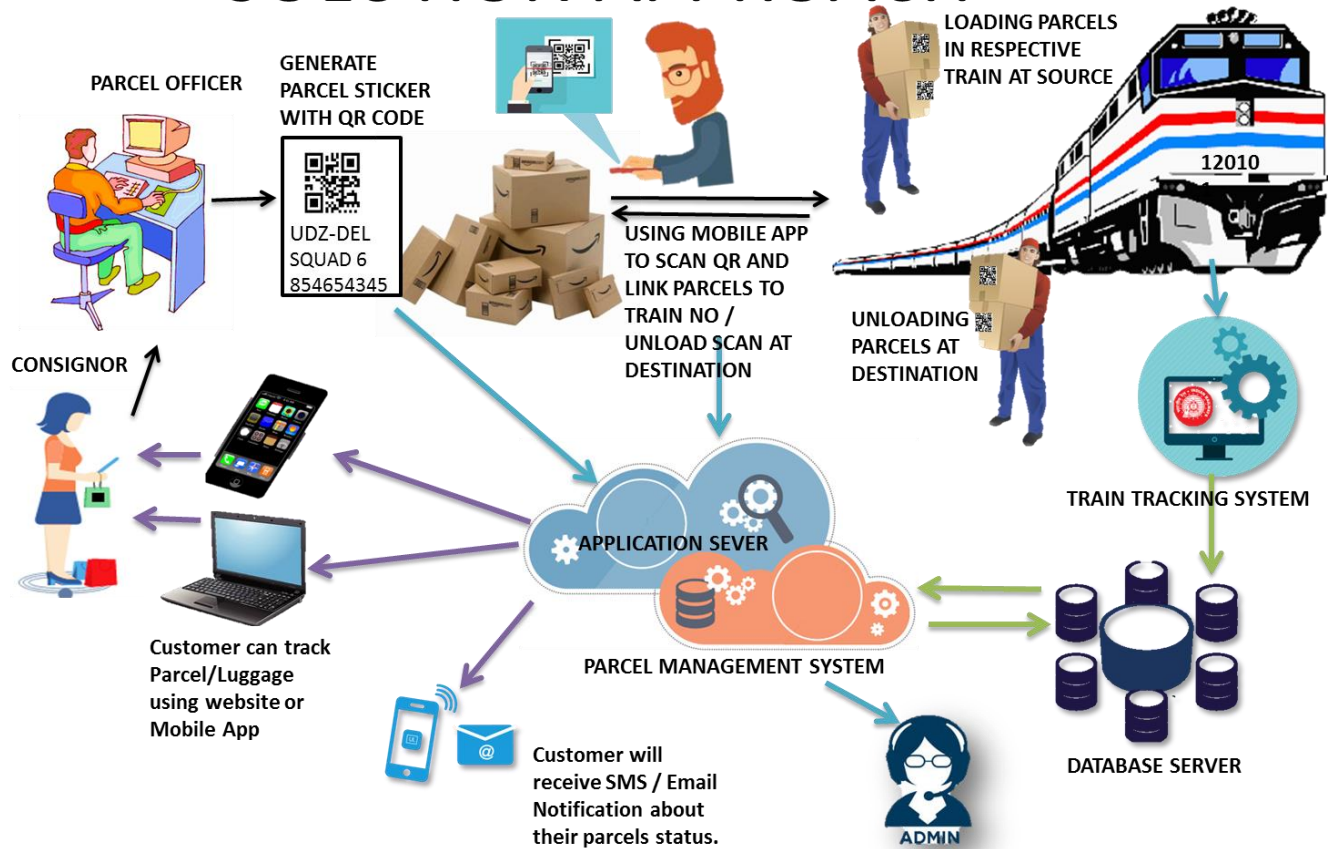 SOLUTION APPROACH
PARCEL OFFICER
GENERATE
PARCEL STICKER
WITH QR CODE
UDZ-DEL
SQUAD 6
854654345
LOADING PARCELS
IN RESPECTIVE
TRAIN AT SOURCE
12010
USING MOBILE APP
TO SCAN QR AND
LINK PARCELS TO
TRAIN NO /
UNLOAD SCAN AT
DESTINATION
UNLOADING
PARCELS AT
DESTINATION
CONSIGNOR
TRAIN TRACKING SYSTEM
APPLICATION SEVER
PARCEL MANAGEMENT SYSTEM
Customer can track
Parcel/Luggage
using website or
Mobile App
@
Customer will
receive SMS / Email
Notification about
their parcels status.
ADMIN
DATABASE SERVER